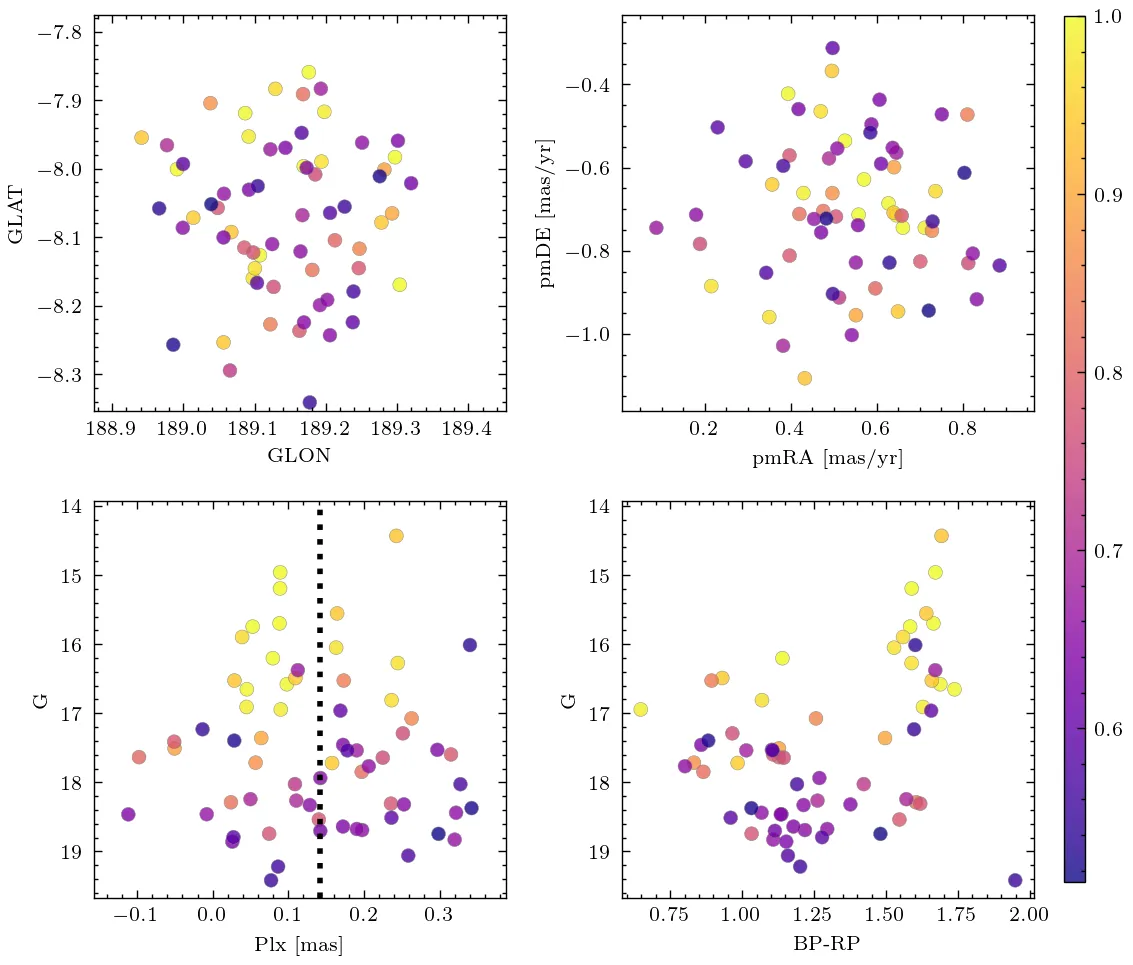 −7.8
−7.9
−8.0
−8.1
−8.2
−8.3
GLAT
188.9 189.0 189.1 189.2 189.3 189.4
GLON
−0.4
−0.6
−0.8
−1.0
pmDE [mas/yr]
0.2 0.4 0.6 0.8
pmRA [mas/yr]
14
15
16
17
18
19
G
−0.1 0.0 0.1 0.2 0.3
Plx [mas]
14
15
16
17
18
19
G
0.75 1.00 1.25 1.50 1.75 2.00
BP-RP
1.0
0.9
0.8
0.7
0.6